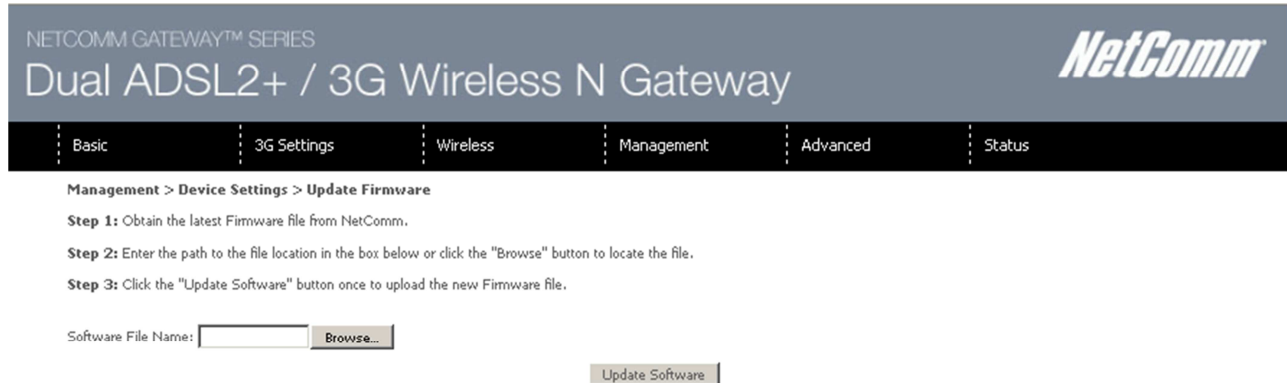 NETCOMM GATEWAY™ SERIES
Dual ADSL2+ / 3G Wireless N Gateway
NetComm
Basic 3G Settings Wireless Management Advanced Status
Management > Device Settings > Update Firmware
Step 1: Obtain the latest Firmware file from NetComm.
Step 2: Enter the path to the file location in the box below or click the "Browse" button to locate the file.
Step 3: Click the "Update Software" button once to upload the new Firmware file.
Software File Name: Browse...
Update Software